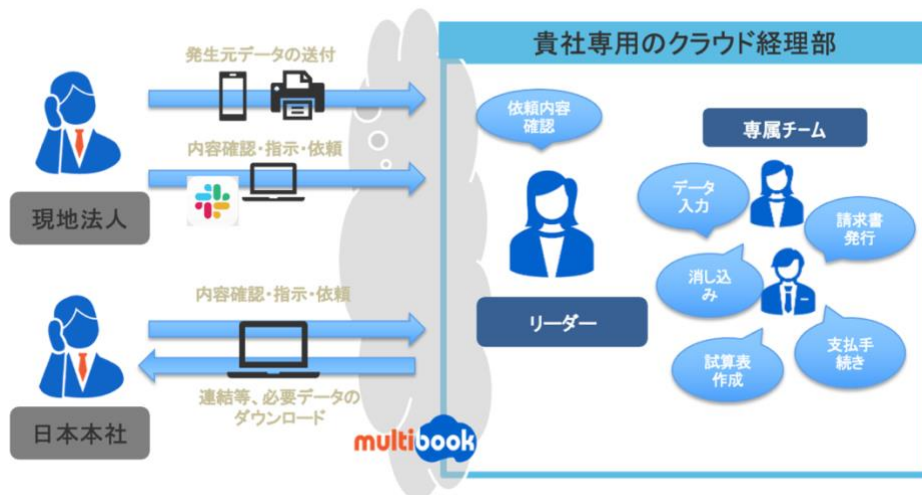 発生元データの送付
内容確認・指示・依頼
現地法人
内容確認・指示・依頼
連結等、必要データの
ダウンロード
日本本社
multibook
貴社専用のクラウド経理部
依頼内容
確認
リーダー
専属チーム
データ
入力
請求書
発行
消し込
み
試算表
作成
支払手
続き